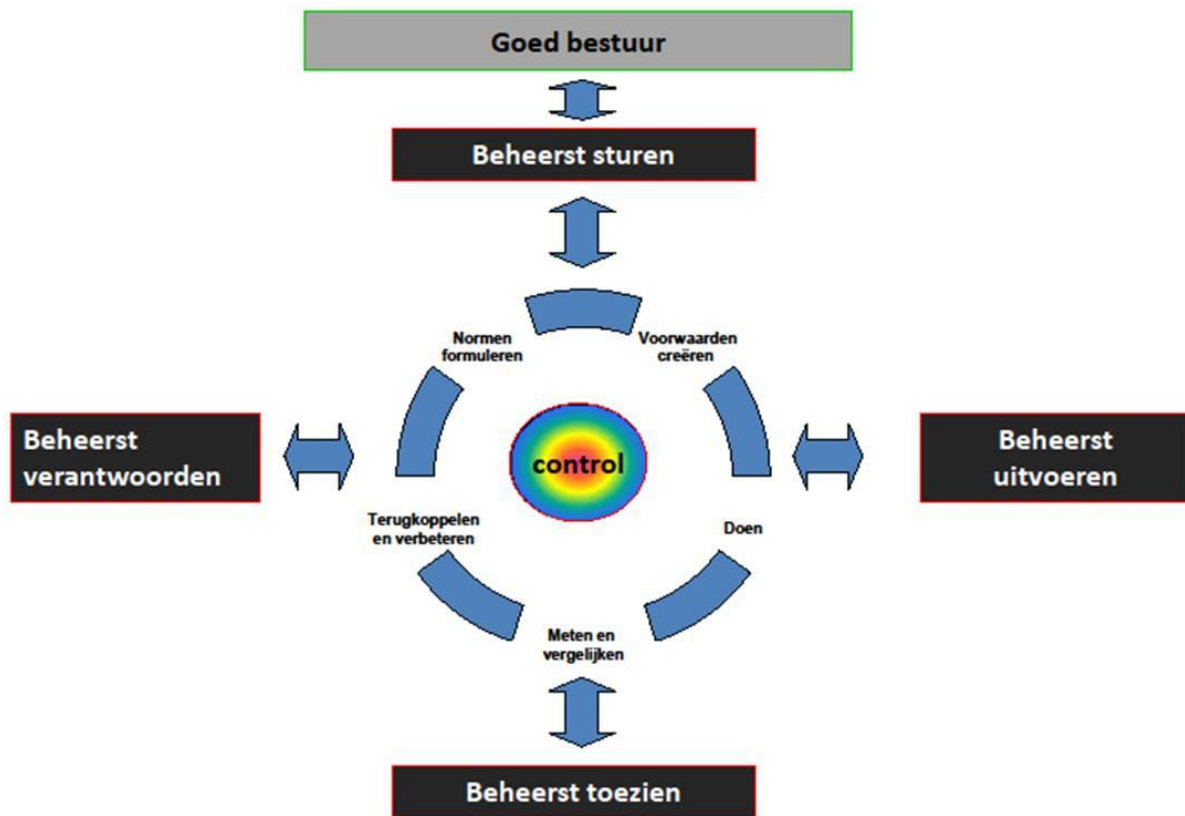 Goed bestuur
Beheerst sturen
Normen
formuleren
Voorwaarden
creëren
Beheerst
verantwoorden
control
Beheerst
uitvoeren
Terugkoppelen
en verbeteren
Doen
Meten en
vergelijken
Beheerst toezien